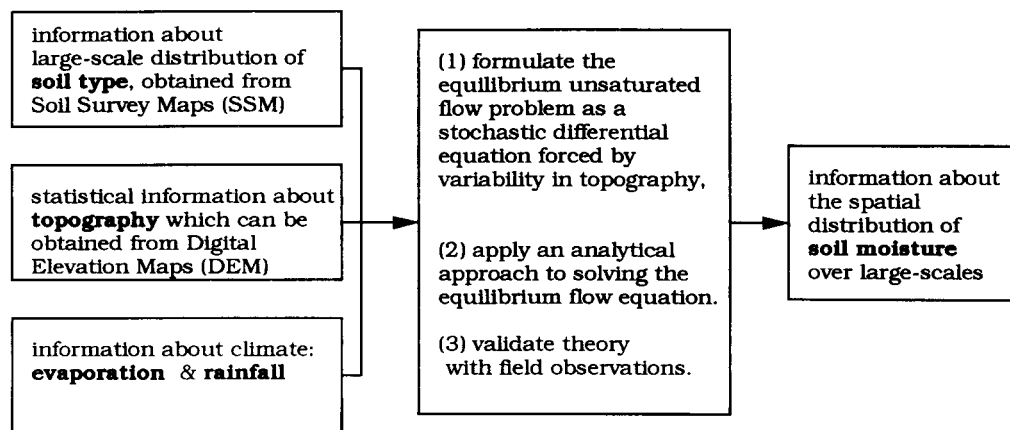 information about
large-scale distribution of
soil type, obtained from
Soil Survey Maps (SSM)
statistical information about
topography which can be
obtained from Digital
Elevation Maps (DEM)
information about climate:
evaporation & rainfall
(1) formulate the
equilibrium unsaturated
flow problem as a
stochastic differential
equation forced by
variability in topography,
(2) apply an analytical
approach to solving the
equilibrium flow equation.
(3) validate theory
with field observations.
information about
the spatial
distribution of
soil moisture
over large-scales